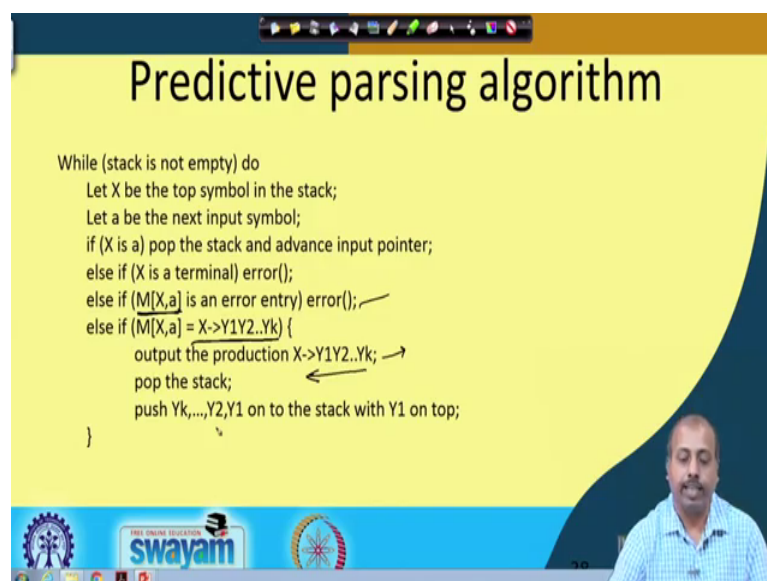 Predictive parsing algorithm
While (stack is not empty) do
Let X be the top symbol in the stack;
Let a be the next input symbol;
if (X is a) pop the stack and advance input pointer;
else if (X is a terminal) error();
else if (M[X,a] is an error entry) error();
else if (M[X,a] = X->Y1Y2..Yk) {
output the production X->Y1Y2..Yk;
pop the stack;
push Yk,...,Y2,Y1 on to the stack with Y1 on top;
}
FREE ONLINE EDUCATION
swayam